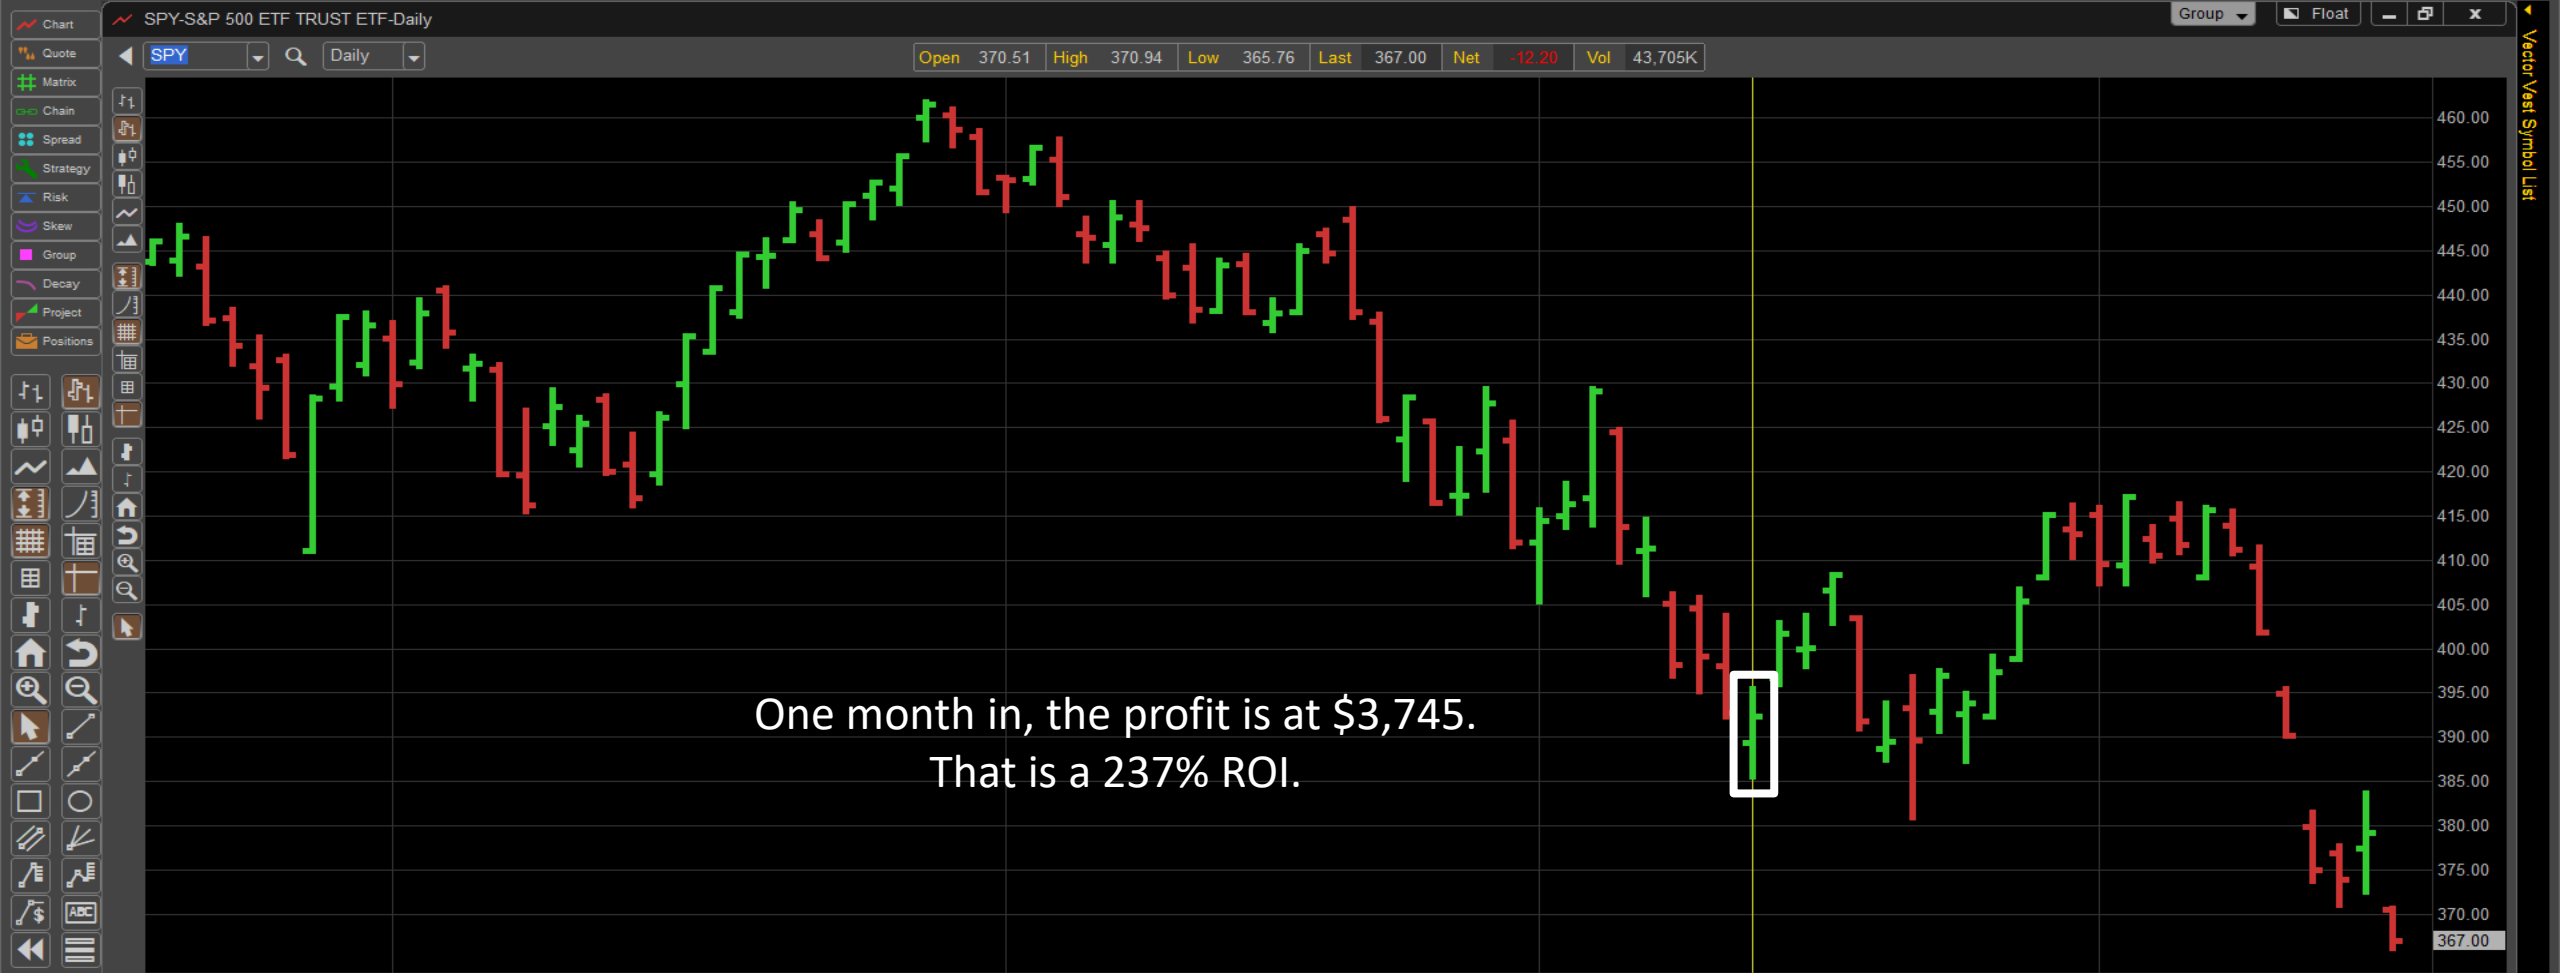 Chart
SPY-S&P 500 ETF TRUST ETF-Daily
Group
Float
X
Quote
SPY
Daily
Open 370.51 High 370.94 Low 365.76 Last 367.00 Net -12.20 Vol 43,705K
Matrix
Chain
Spread
Strategy
Risk
Skew
Group
Decay
Project
Positions
ABC
Vector Vest Symbol List
460.00
455.00
450.00
445.00
440.00
435.00
430.00
425.00
420.00
415.00
410.00
405.00
400.00
395.00
390.00
385.00
380.00
375.00
370.00
367.00
One month in, the profit is at $3,745.
That is a 237% ROI.